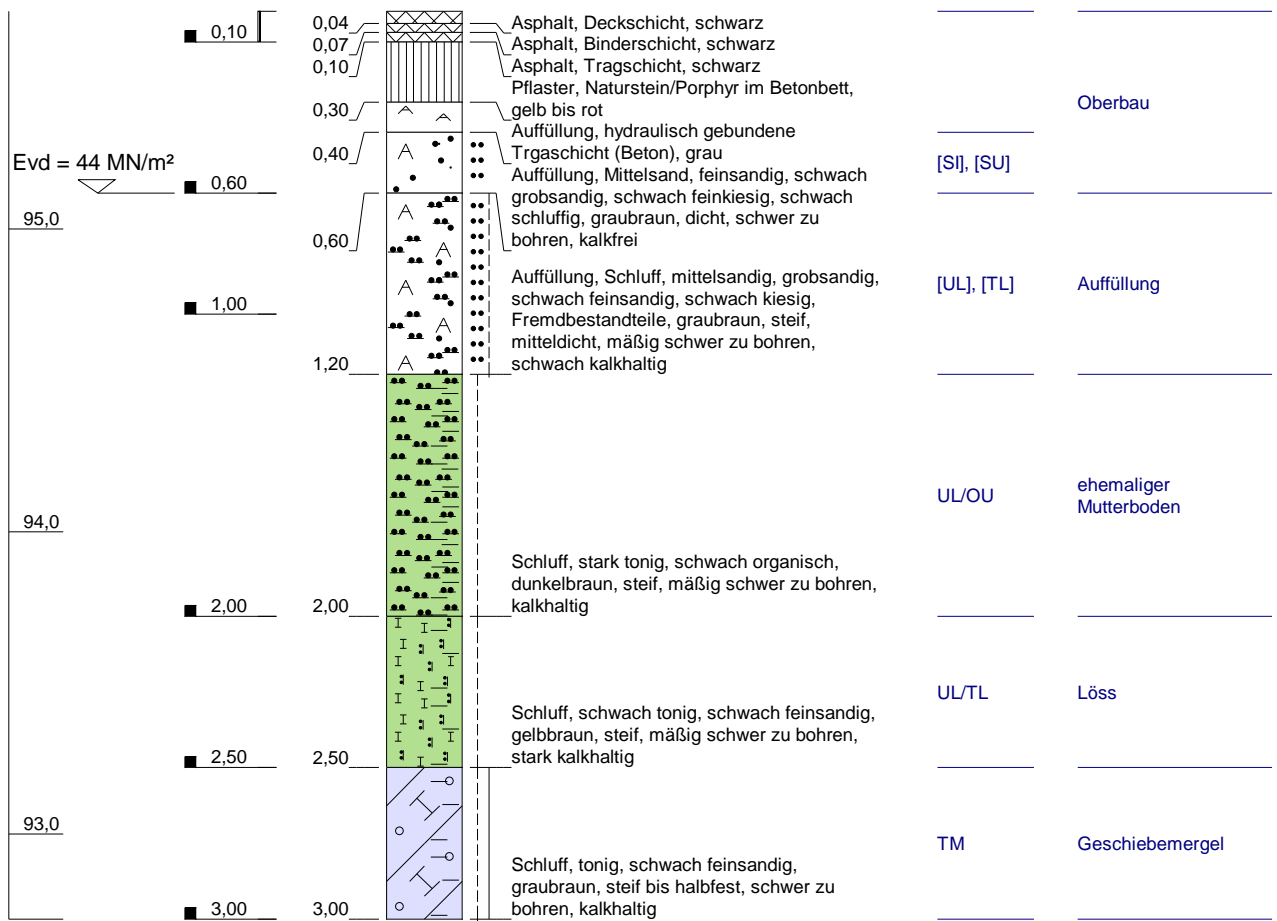 0,10
0,04
Asphalt, Deckschicht, schwarz
0,07
Asphalt, Binderschicht, schwarz
0,10
Asphalt, Tragschicht, schwarz
Pflaster, Naturstein/Porphyr im Betonbett,
0,30
gelb bis rot
Oberbau
Auffüllung, hydraulisch gebundene
0,40
Trgaschicht (Beton), grau
Evd = 44 MN/m²
[SI], [SU]
0,60
Auffüllung, Mittelsand, feinsandig, schwach
grobsandig, schwach feinkiesig, schwach
95,0
schluffig, graubraun, dicht, schwer zu
0,60
bohren, kalkfrei
Auffüllung, Schluff, mittelsandig, grobsandig,
[UL], [TL]
Auffüllung
1,00
schwach feinsandig, schwach kiesig,
Fremdbestandteile, graubraun, steif,
mitteldicht, mäßig schwer zu bohren,
1,20
schwach kalkhaltig
UL/OU
ehemaliger
Mutterboden
94,0
Schluff, stark tonig, schwach organisch,
dunkelbraun, steif, mäßig schwer zu bohren,
2,00
2,00
kalkhaltig
UL/TL
Löss
Schluff, schwach tonig, schwach feinsandig,
gelbbraun, steif, mäßig schwer zu bohren,
2,50
2,50
stark kalkhaltig
93,0
TM
Geschiebemergel
Schluff, tonig, schwach feinsandig,
graubraun, steif bis halbfest, schwer zu
3,00
3,00
bohren, kalkhaltig